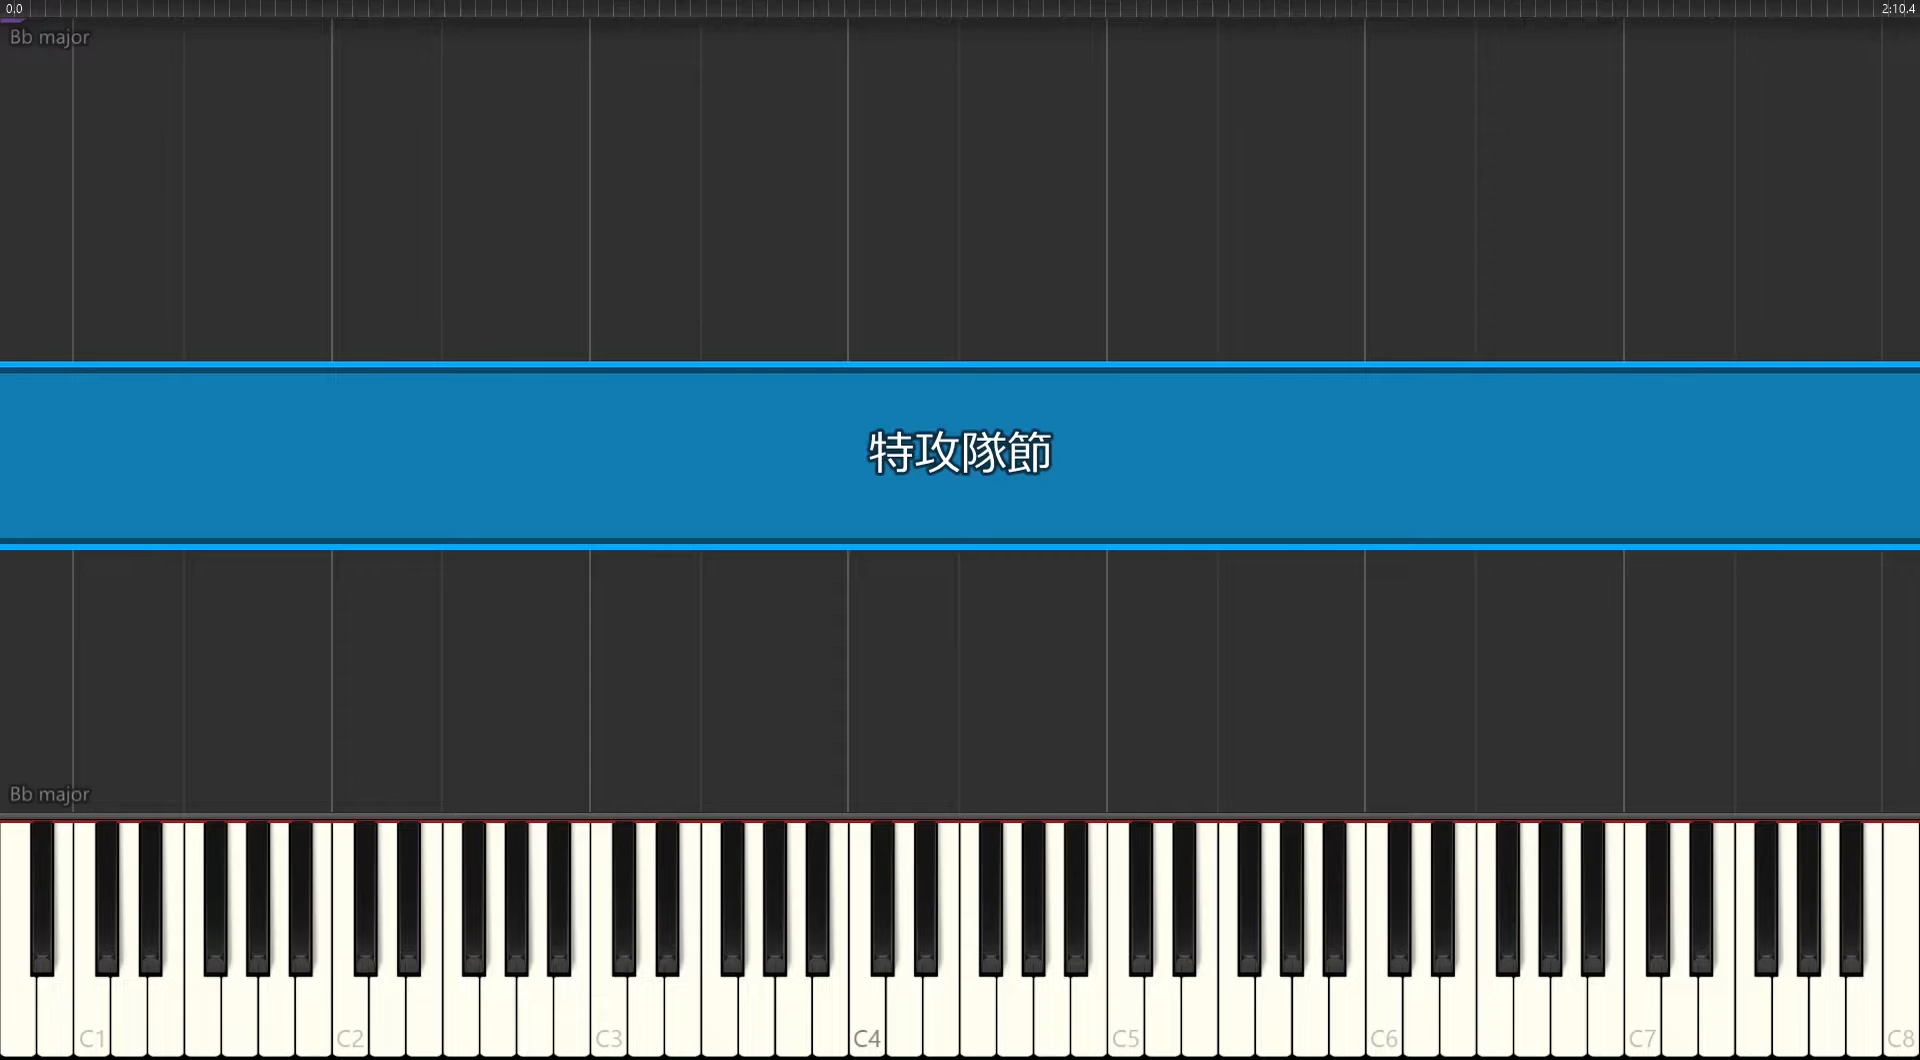 0,0 2:10.4
Bb major
特攻隊節
Bb major
C1 C2 C3 C4 C5 C6 C7 C8